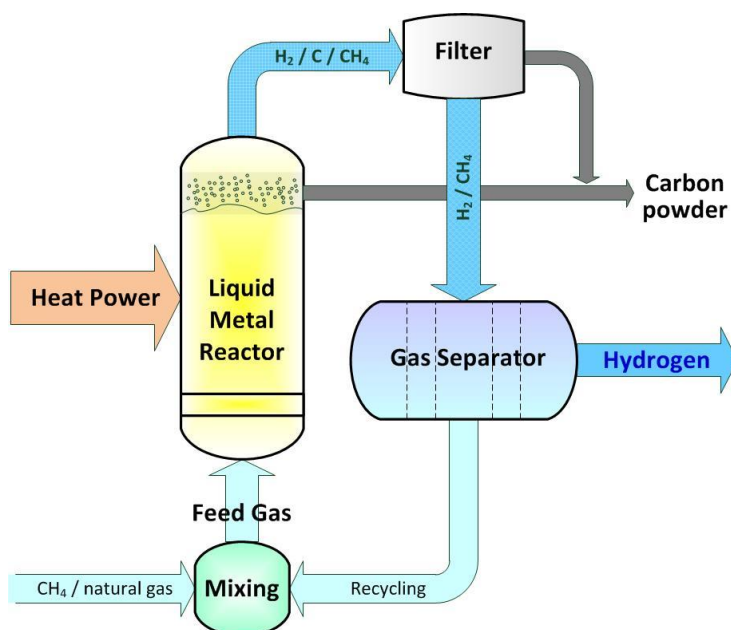 H₂ / C / CH₄
Filter
H₂ / CH₄
Carbon
powder
Heat Power
Liquid
Metal
Reactor
Gas Separator
Hydrogen
Feed Gas
CH₄ / natural gas
Mixing
Recycling